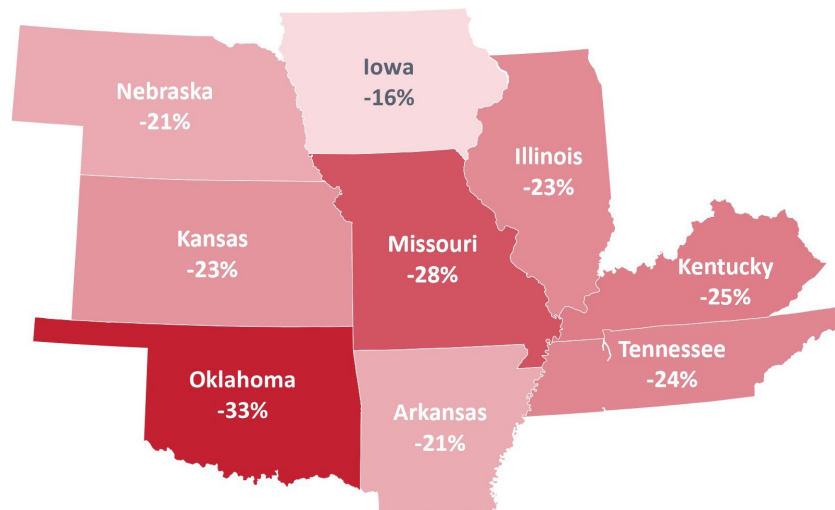 Iowa
-16%
Nebraska
-21%
Illinois
-23%
Kansas
-23%
Missouri
-28%
Kentucky
-25%
Tennessee
-24%
Oklahoma
-33%
Arkansas
-21%